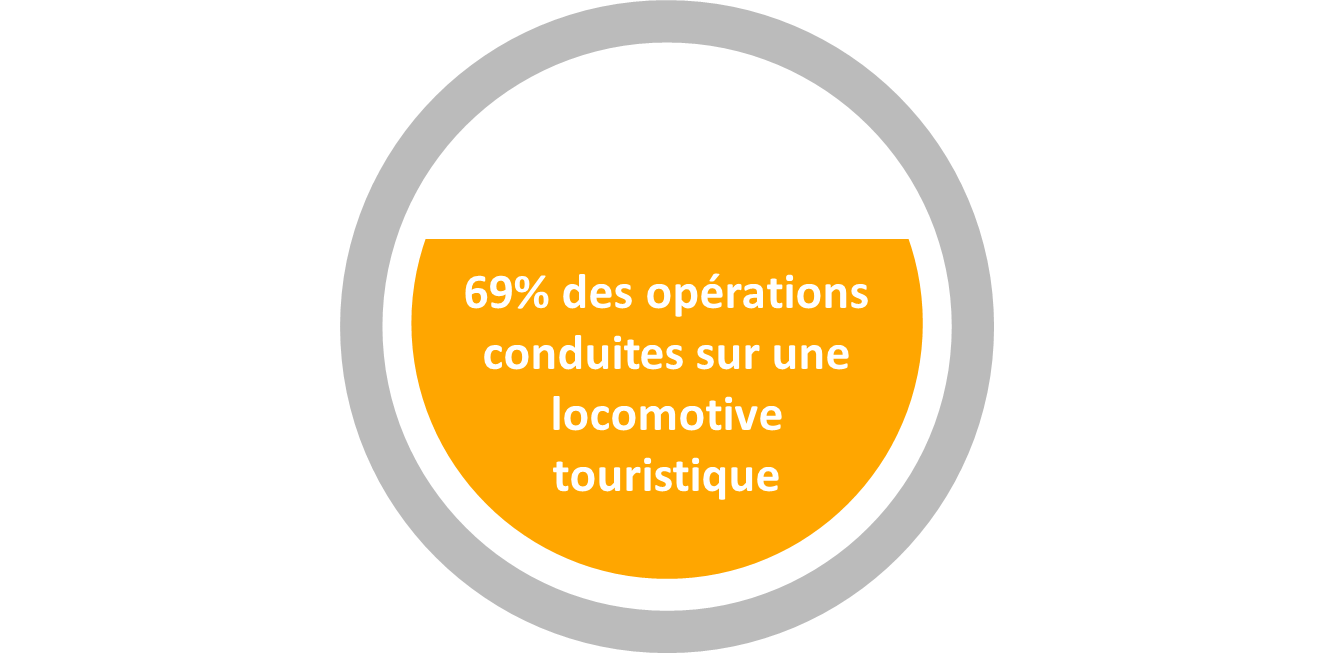 69% des opérations
conduites sur une
locomotive
touristique